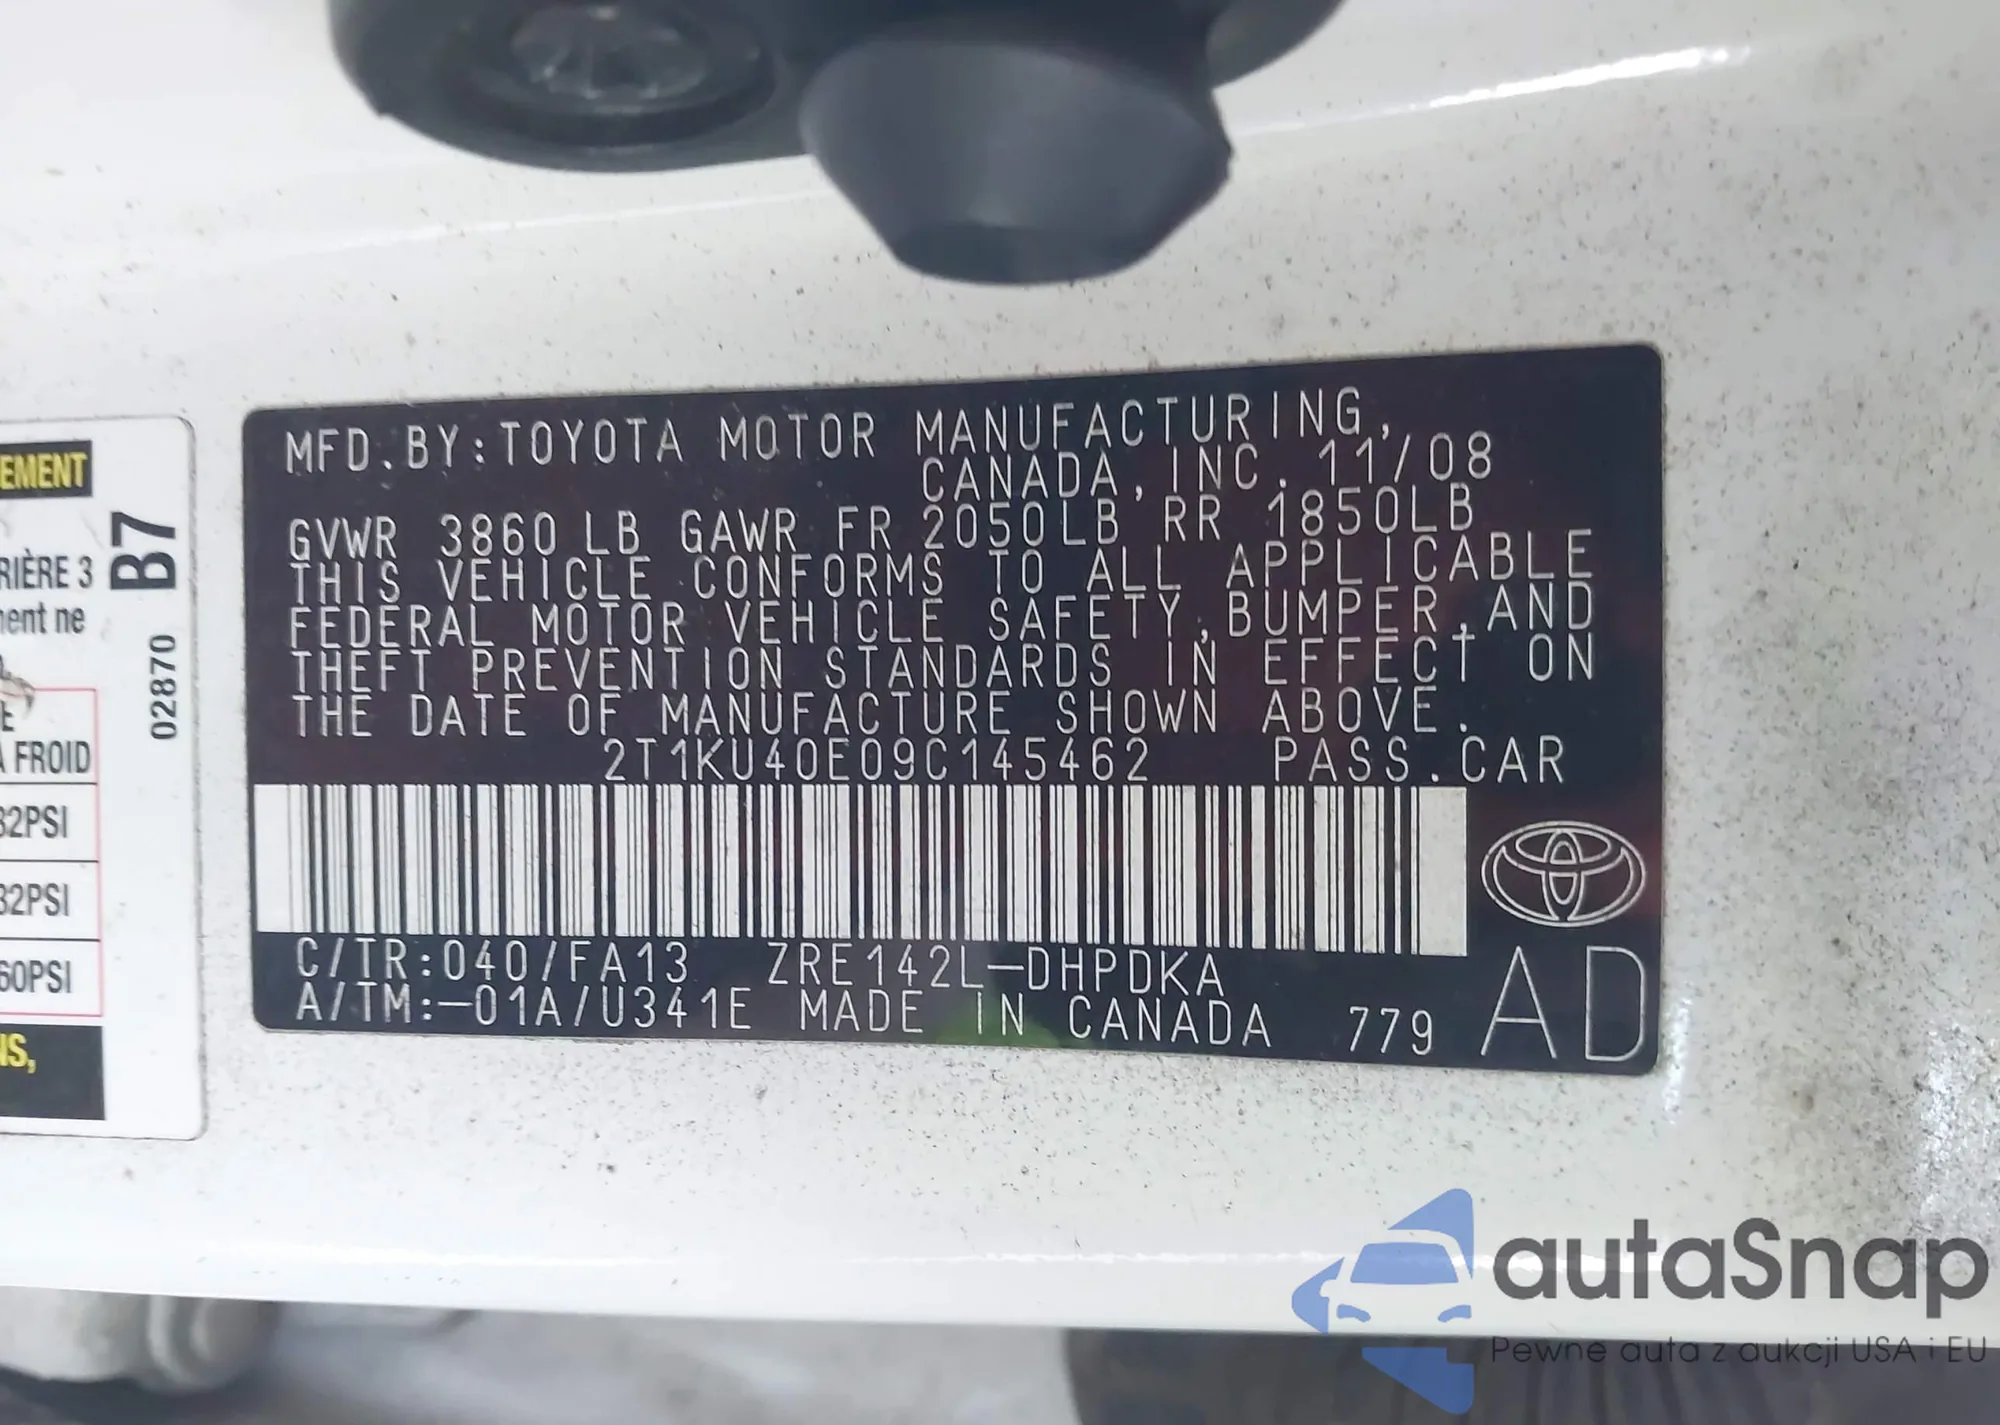 EMENT
B7
RIÈRE 3
ment ne
02870
A FROID
32PSI
32PSI
60PSI
NS,
MFD.BY:TOYOTA MOTOR MANUFACTURING,
CANADA,INC. 11/08
GVWR 3860 LB GAWR FR 2050LB RR 1850LB
THIS VEHICLE CONFORMS TO ALL APPLICABLE
FEDERAL MOTOR VEHICLE SAFETY,BUMPER,AND
THEFT PREVENTION STANDARDS IN EFFECT ON
THE DATE OF MANUFACTURE SHOWN ABOVE.
2T1KU40E09C145462 PASS.CAR
C/TR:040/FA13 ZRE142L-DHPDKA
A/TM:-01A/U341E MADE IN CANADA 779
AD
autaSnap
Pewne auta z aukcji USA i EU